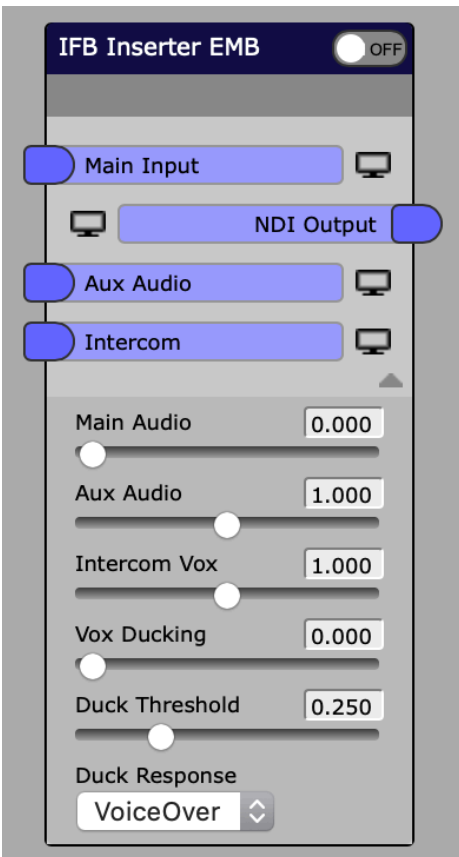 IFB Inserter EMB OFF
Main Input
NDI Output
Aux Audio
Intercom
Main Audio 0.000
Aux Audio 1.000
Intercom Vox 1.000
Vox Ducking 0.000
Duck Threshold 0.250
Duck Response
VoiceOver